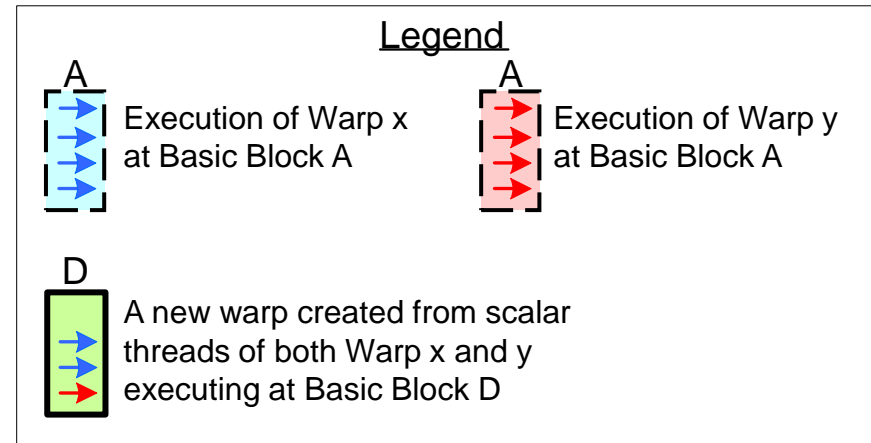 Legend
A
Execution of Warp x
at Basic Block A
A
Execution of Warp y
at Basic Block A
D
A new warp created from scalar
threads of both Warp x and y
executing at Basic Block D